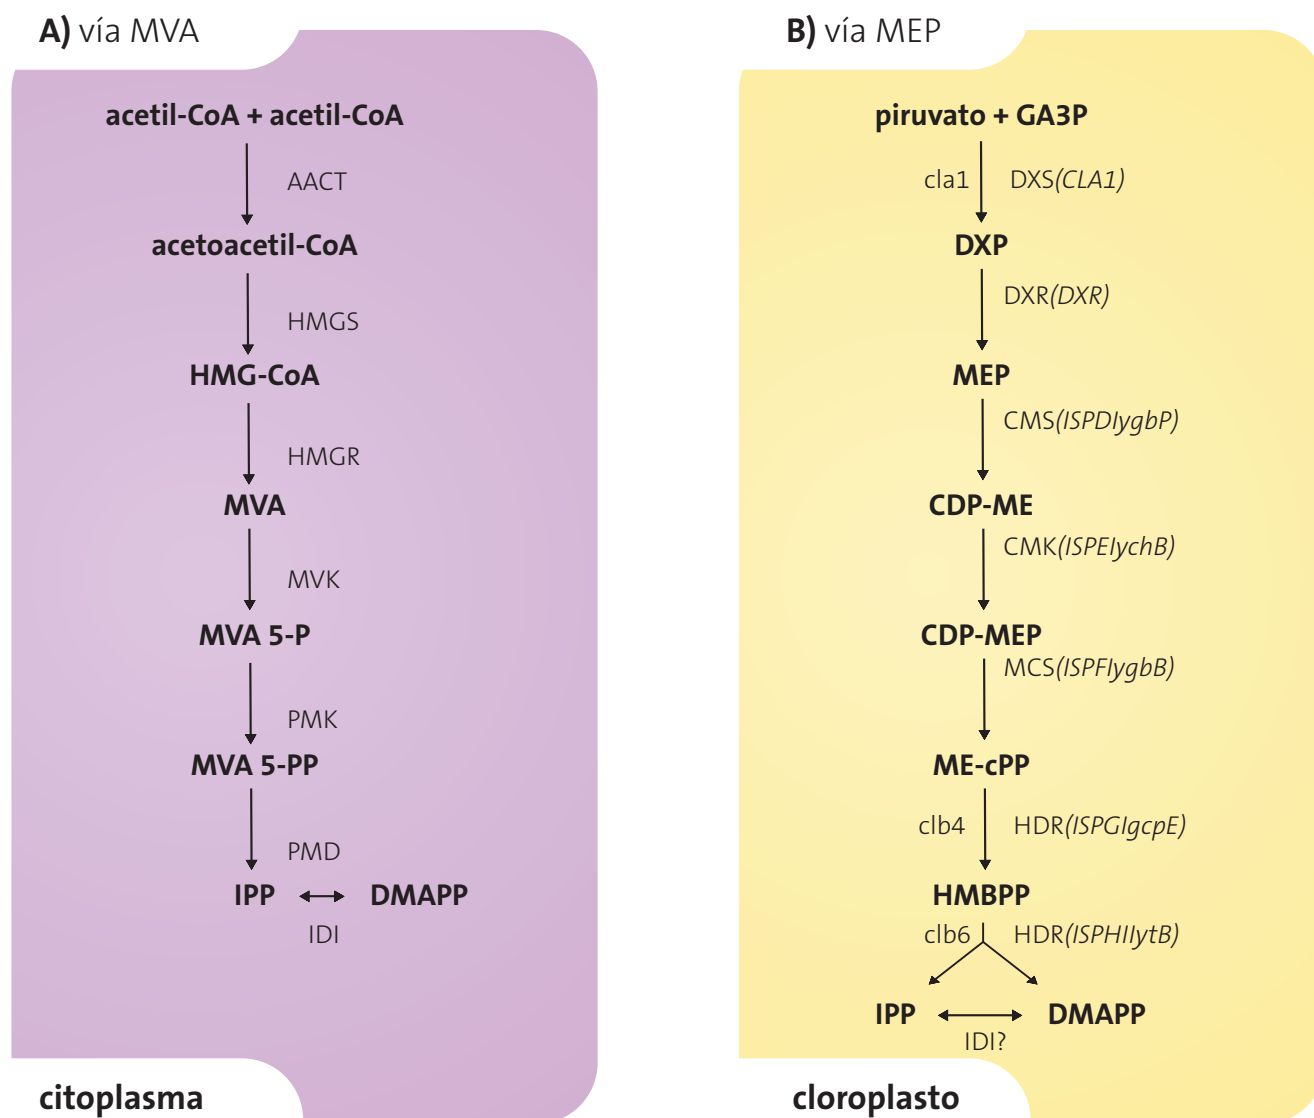 A) vía MVA
acetil-CoA + acetil-CoA
AACT
acetoacetil-CoA
HMGS
HMG-CoA
HMGR
MVA
MVK
MVA 5-P
PMK
MVA 5-PP
PMD
IPP DMAPP
IDI
citoplasma
B) vía MEP
piruvato + GA3P
cla1 DXS(CLA1)
DXP
DXR(DXR)
MEP
CMS(ISPDIygbP)
CDP-ME
CMK(ISPEIychB)
CDP-MEP
MCS(ISPFIygbB)
ME-cPP
clb4 HDR(ISPGIgcpE)
HMBPP
clb6 HDR(ISPHIIytB)
IPP DMAPP
IDI?
cloroplasto